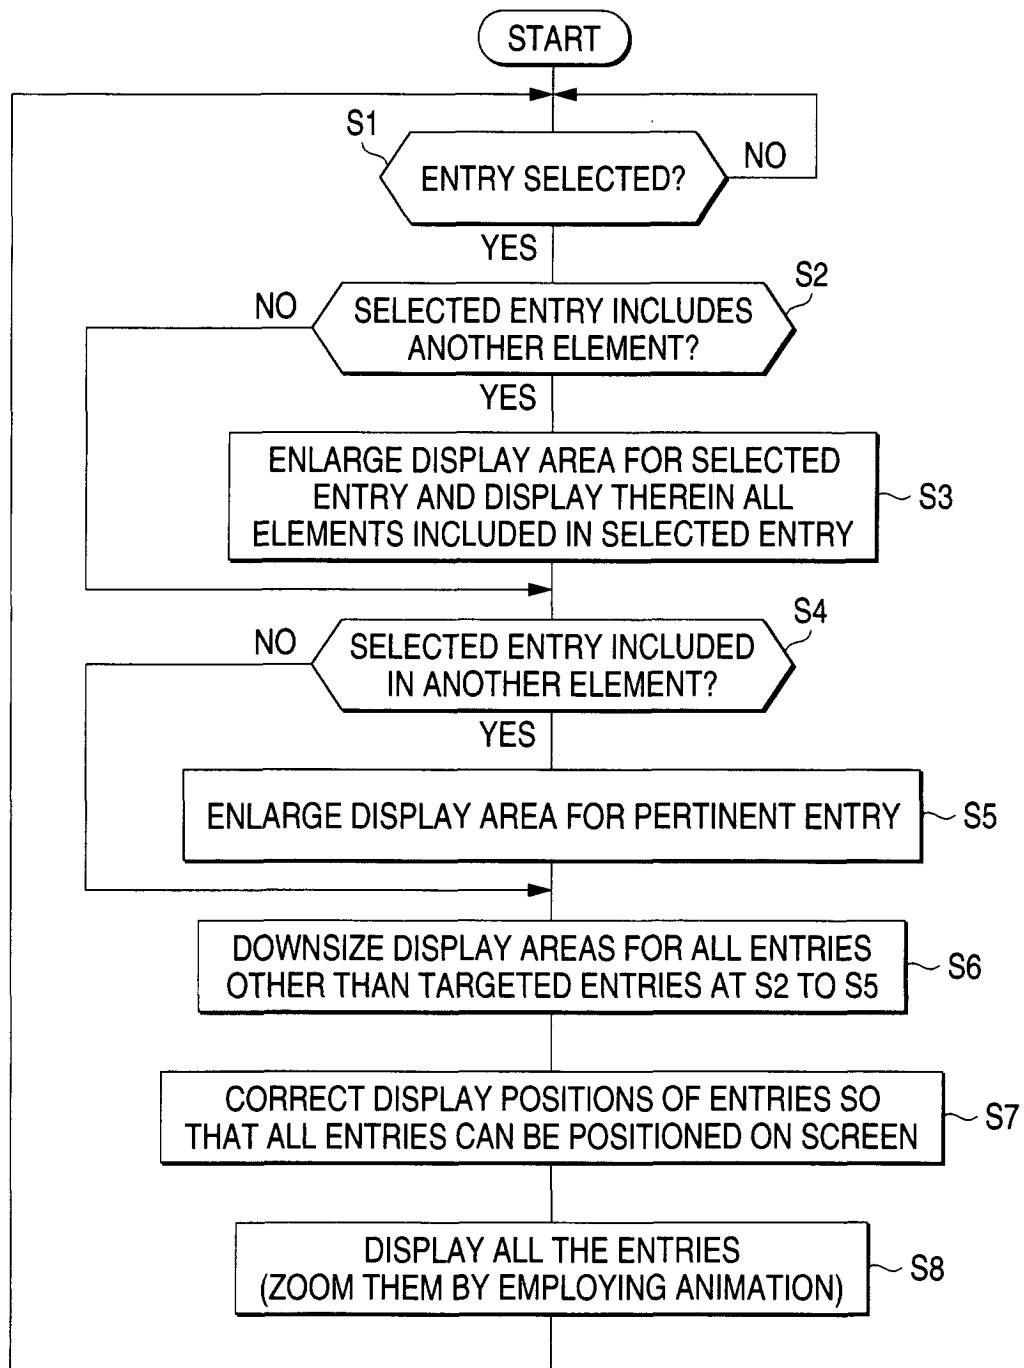 START
S1
ENTRY SELECTED?
NO
YES
S2
NO
SELECTED ENTRY INCLUDES
ANOTHER ELEMENT?
YES
ENLARGE DISPLAY AREA FOR SELECTED
ENTRY AND DISPLAY THEREIN ALL
ELEMENTS INCLUDED IN SELECTED ENTRY
S3
S4
NO
SELECTED ENTRY INCLUDED
IN ANOTHER ELEMENT?
YES
ENLARGE DISPLAY AREA FOR PERTINENT ENTRY
S5
DOWNSIZE DISPLAY AREAS FOR ALL ENTRIES
OTHER THAN TARGETED ENTRIES AT S2 TO S5
S6
CORRECT DISPLAY POSITIONS OF ENTRIES SO
THAT ALL ENTRIES CAN BE POSITIONED ON SCREEN
S7
DISPLAY ALL THE ENTRIES
(ZOOM THEM BY EMPLOYING ANIMATION)
S8